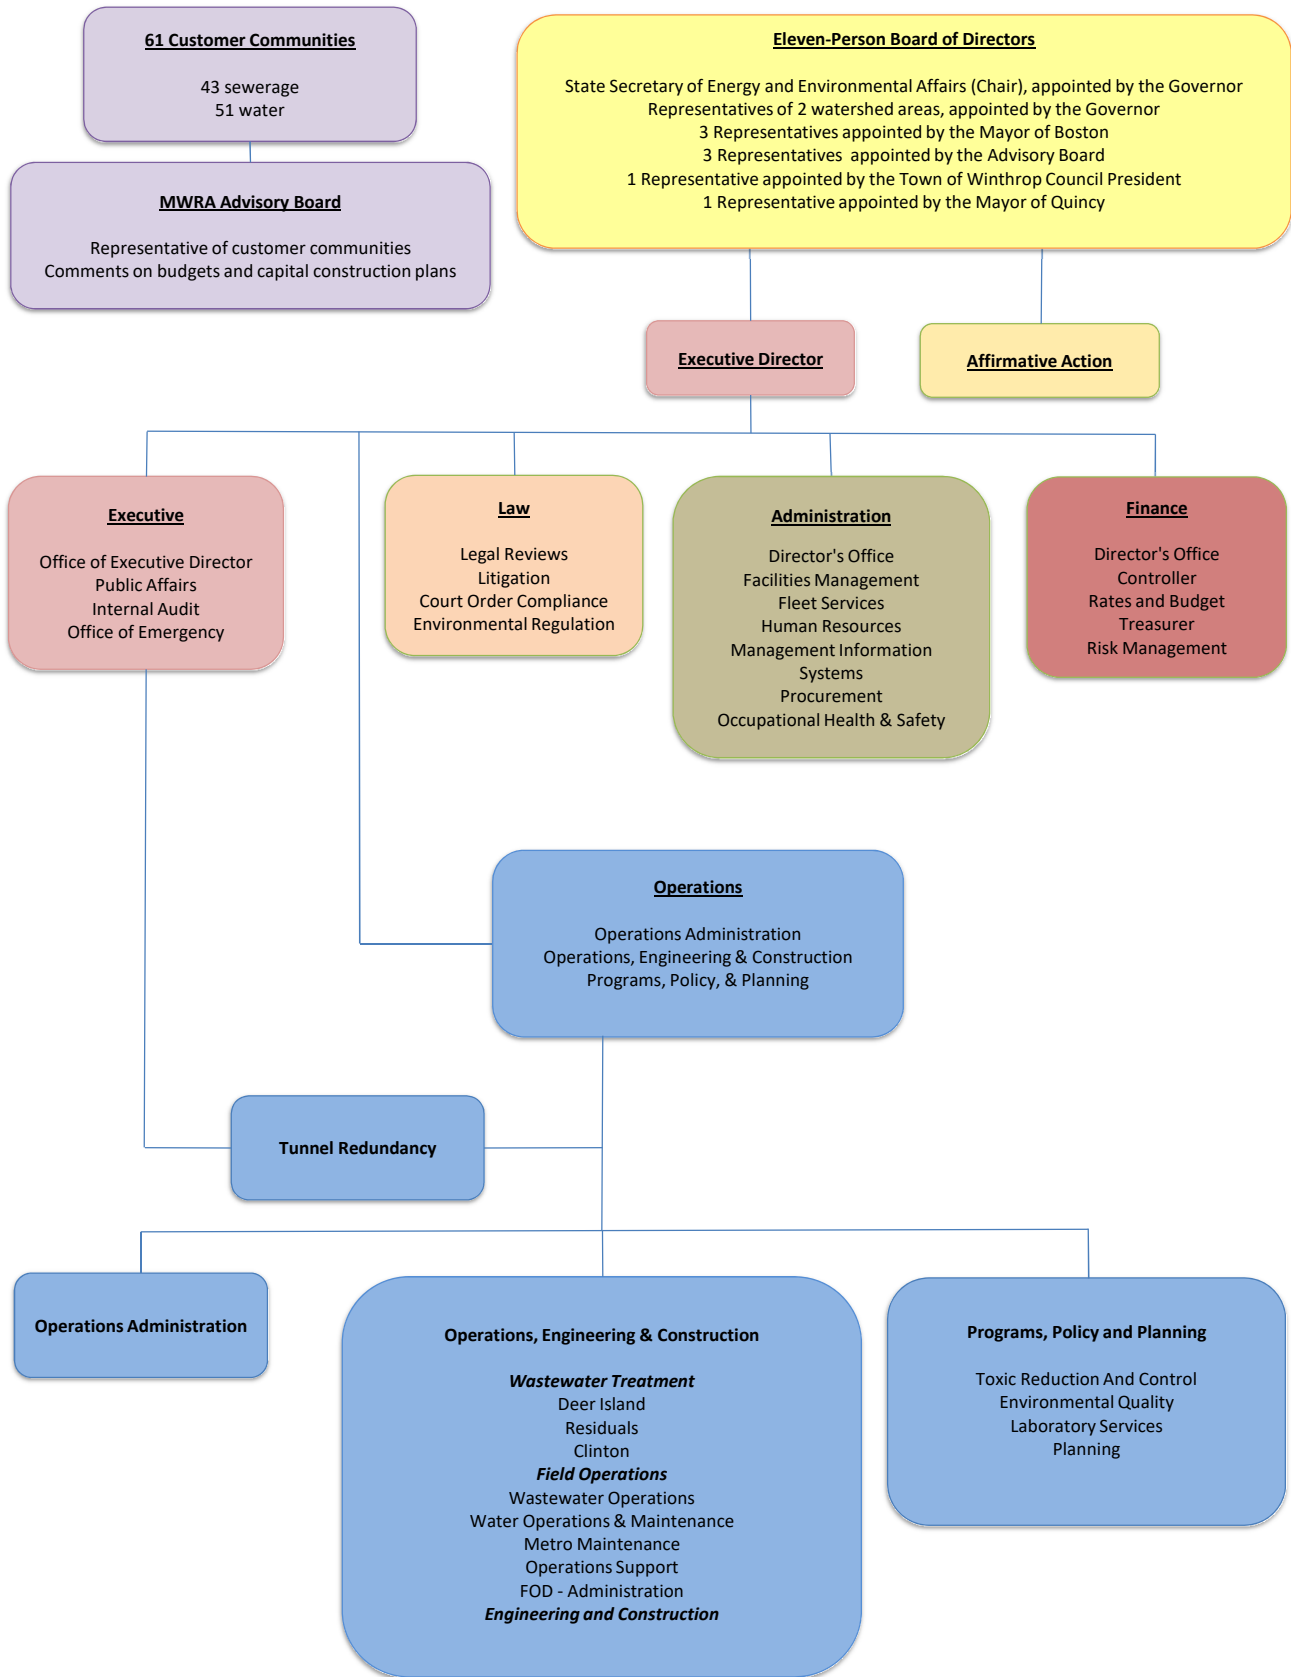 61 Customer Communities
43 sewerage
51 water
MWRA Advisory Board
Representative of customer communities
Comments on budgets and capital construction plans
Eleven-Person Board of Directors
State Secretary of Energy and Environmental Affairs (Chair), appointed by the Governor
Representatives of 2 watershed areas, appointed by the Governor
3 Representatives appointed by the Mayor of Boston
3 Representatives appointed by the Advisory Board
1 Representative appointed by the Town of Winthrop Council President
1 Representative appointed by the Mayor of Quincy
Executive Director
Affirmative Action
Executive
Office of Executive Director
Public Affairs
Internal Audit
Office of Emergency
Law
Legal Reviews
Litigation
Court Order Compliance
Environmental Regulation
Administration
Director's Office
Facilities Management
Fleet Services
Human Resources
Management Information
Systems
Procurement
Occupational Health & Safety
Finance
Director's Office
Controller
Rates and Budget
Treasurer
Risk Management
Operations
Operations Administration
Operations, Engineering & Construction
Programs, Policy, & Planning
Tunnel Redundancy
Operations Administration
Operations, Engineering & Construction
Wastewater Treatment
Deer Island
Residuals
Clinton
Field Operations
Wastewater Operations
Water Operations & Maintenance
Metro Maintenance
Operations Support
FOD - Administration
Engineering and Construction
Programs, Policy and Planning
Toxic Reduction And Control
Environmental Quality
Laboratory Services
Planning